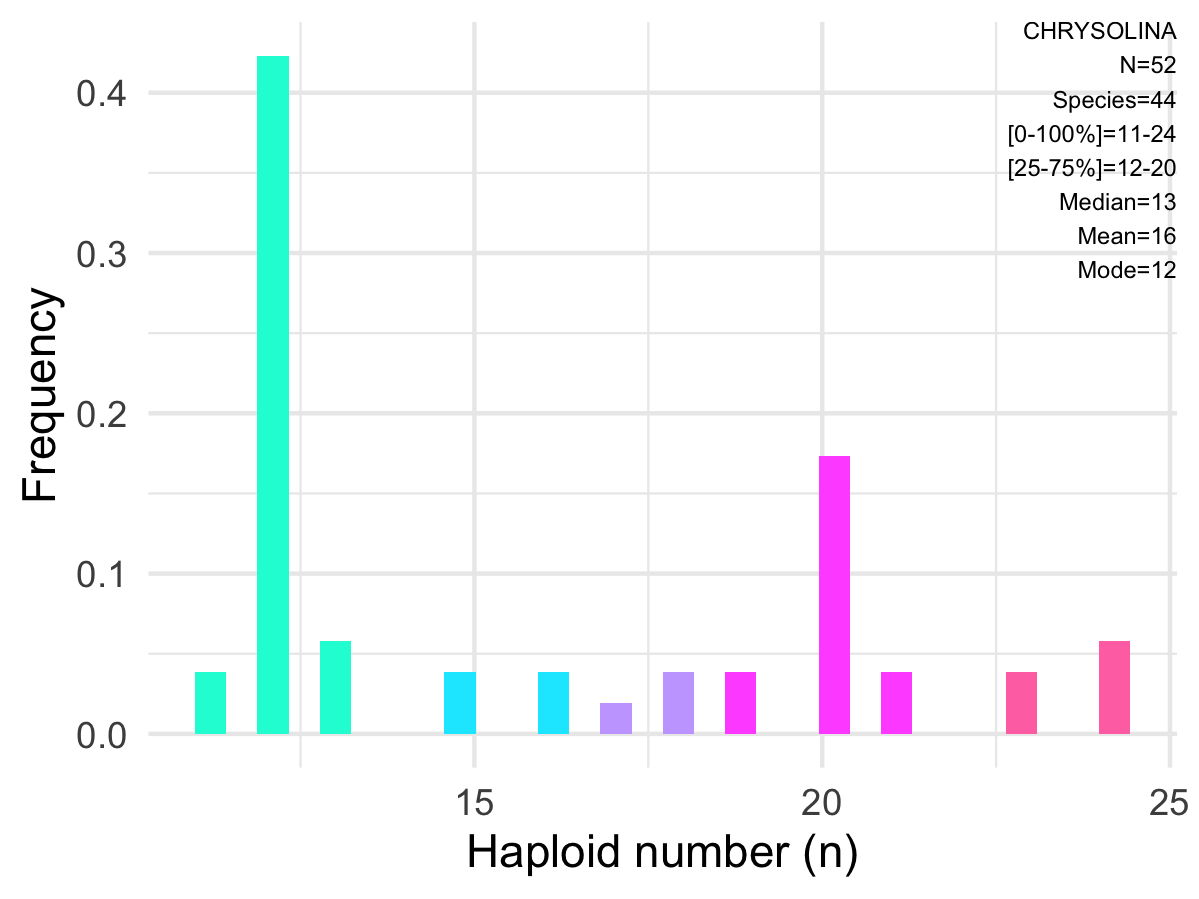 CHRYSOLINA
N=52
Species=44
[0-100%]=11-24
[25-75%]=12-20
Median=13
Mean=16
Mode=12
Frequency
0.4
0.3
0.2
0.1
0.0
15 20 25
Haploid number (n)